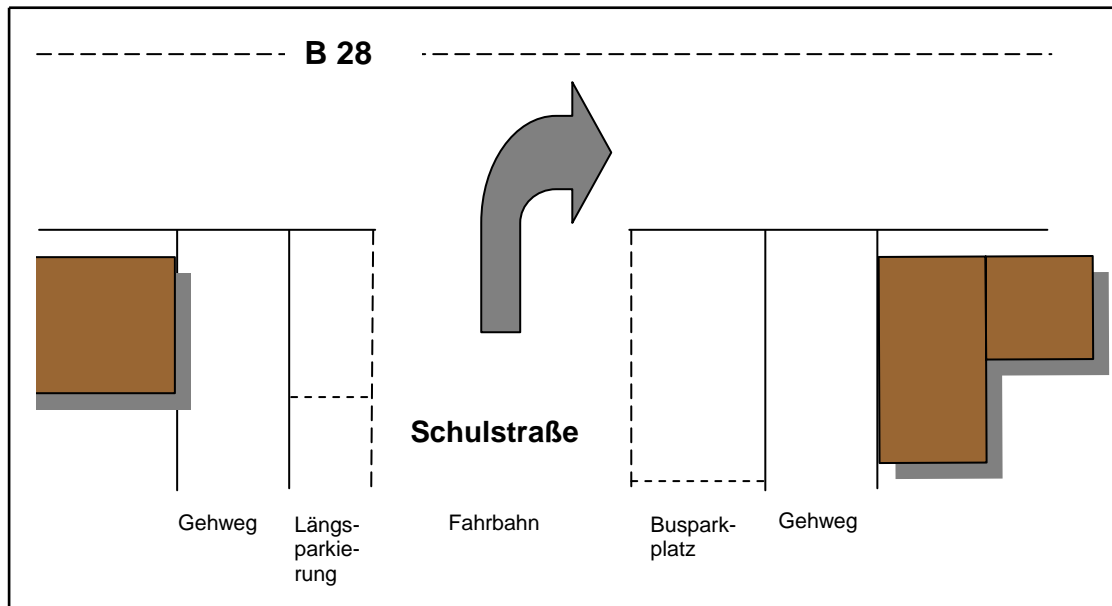 B 28
Schulstraße
Gehweg
Längs-
parkie-
rung
Fahrbahn
Buspark-
platz
Gehweg